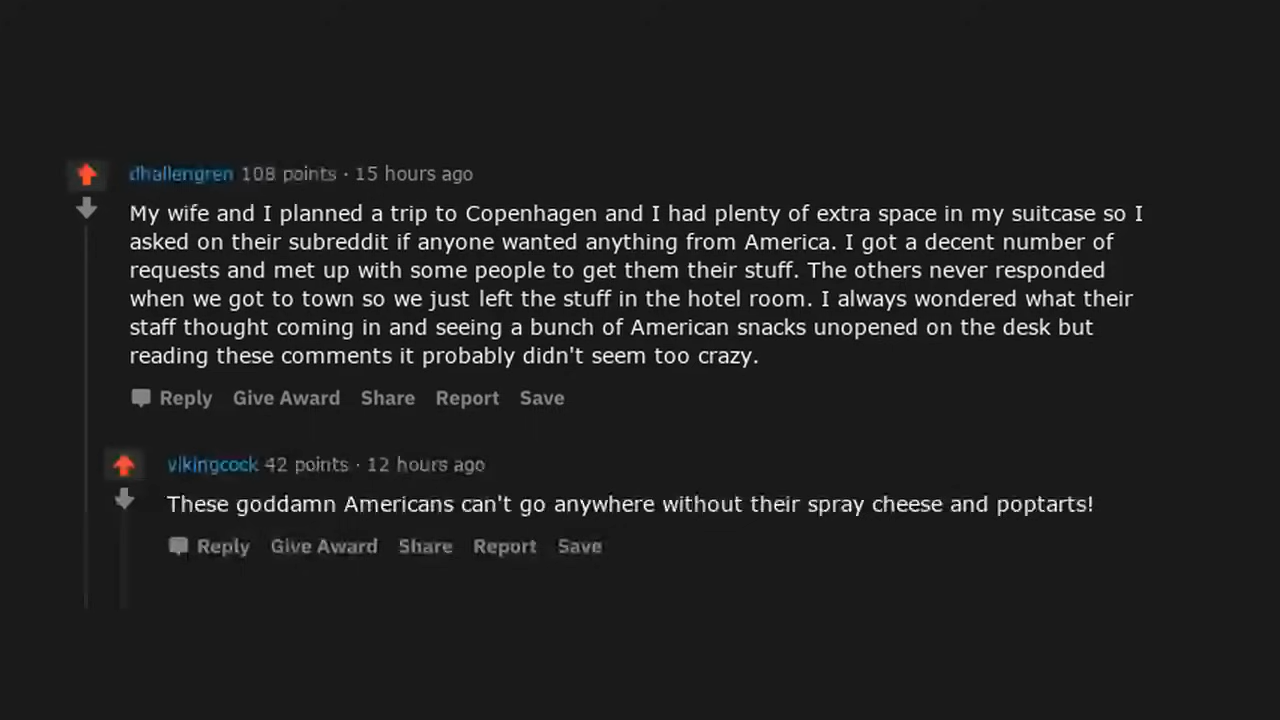 dhallengren 108 points · 15 hours ago
My wife and I planned a trip to Copenhagen and I had plenty of extra space in my suitcase so I
asked on their subreddit if anyone wanted anything from America. I got a decent number of
requests and met up with some people to get them their stuff. The others never responded
when we got to town so we just left the stuff in the hotel room. I always wondered what their
staff thought coming in and seeing a bunch of American snacks unopened on the desk but
reading these comments it probably didn't seem too crazy.
Reply Give Award Share Report Save
vikingcock 42 points · 12 hours ago
These goddamn Americans can't go anywhere without their spray cheese and poptarts!
Reply Give Award Share Report Save